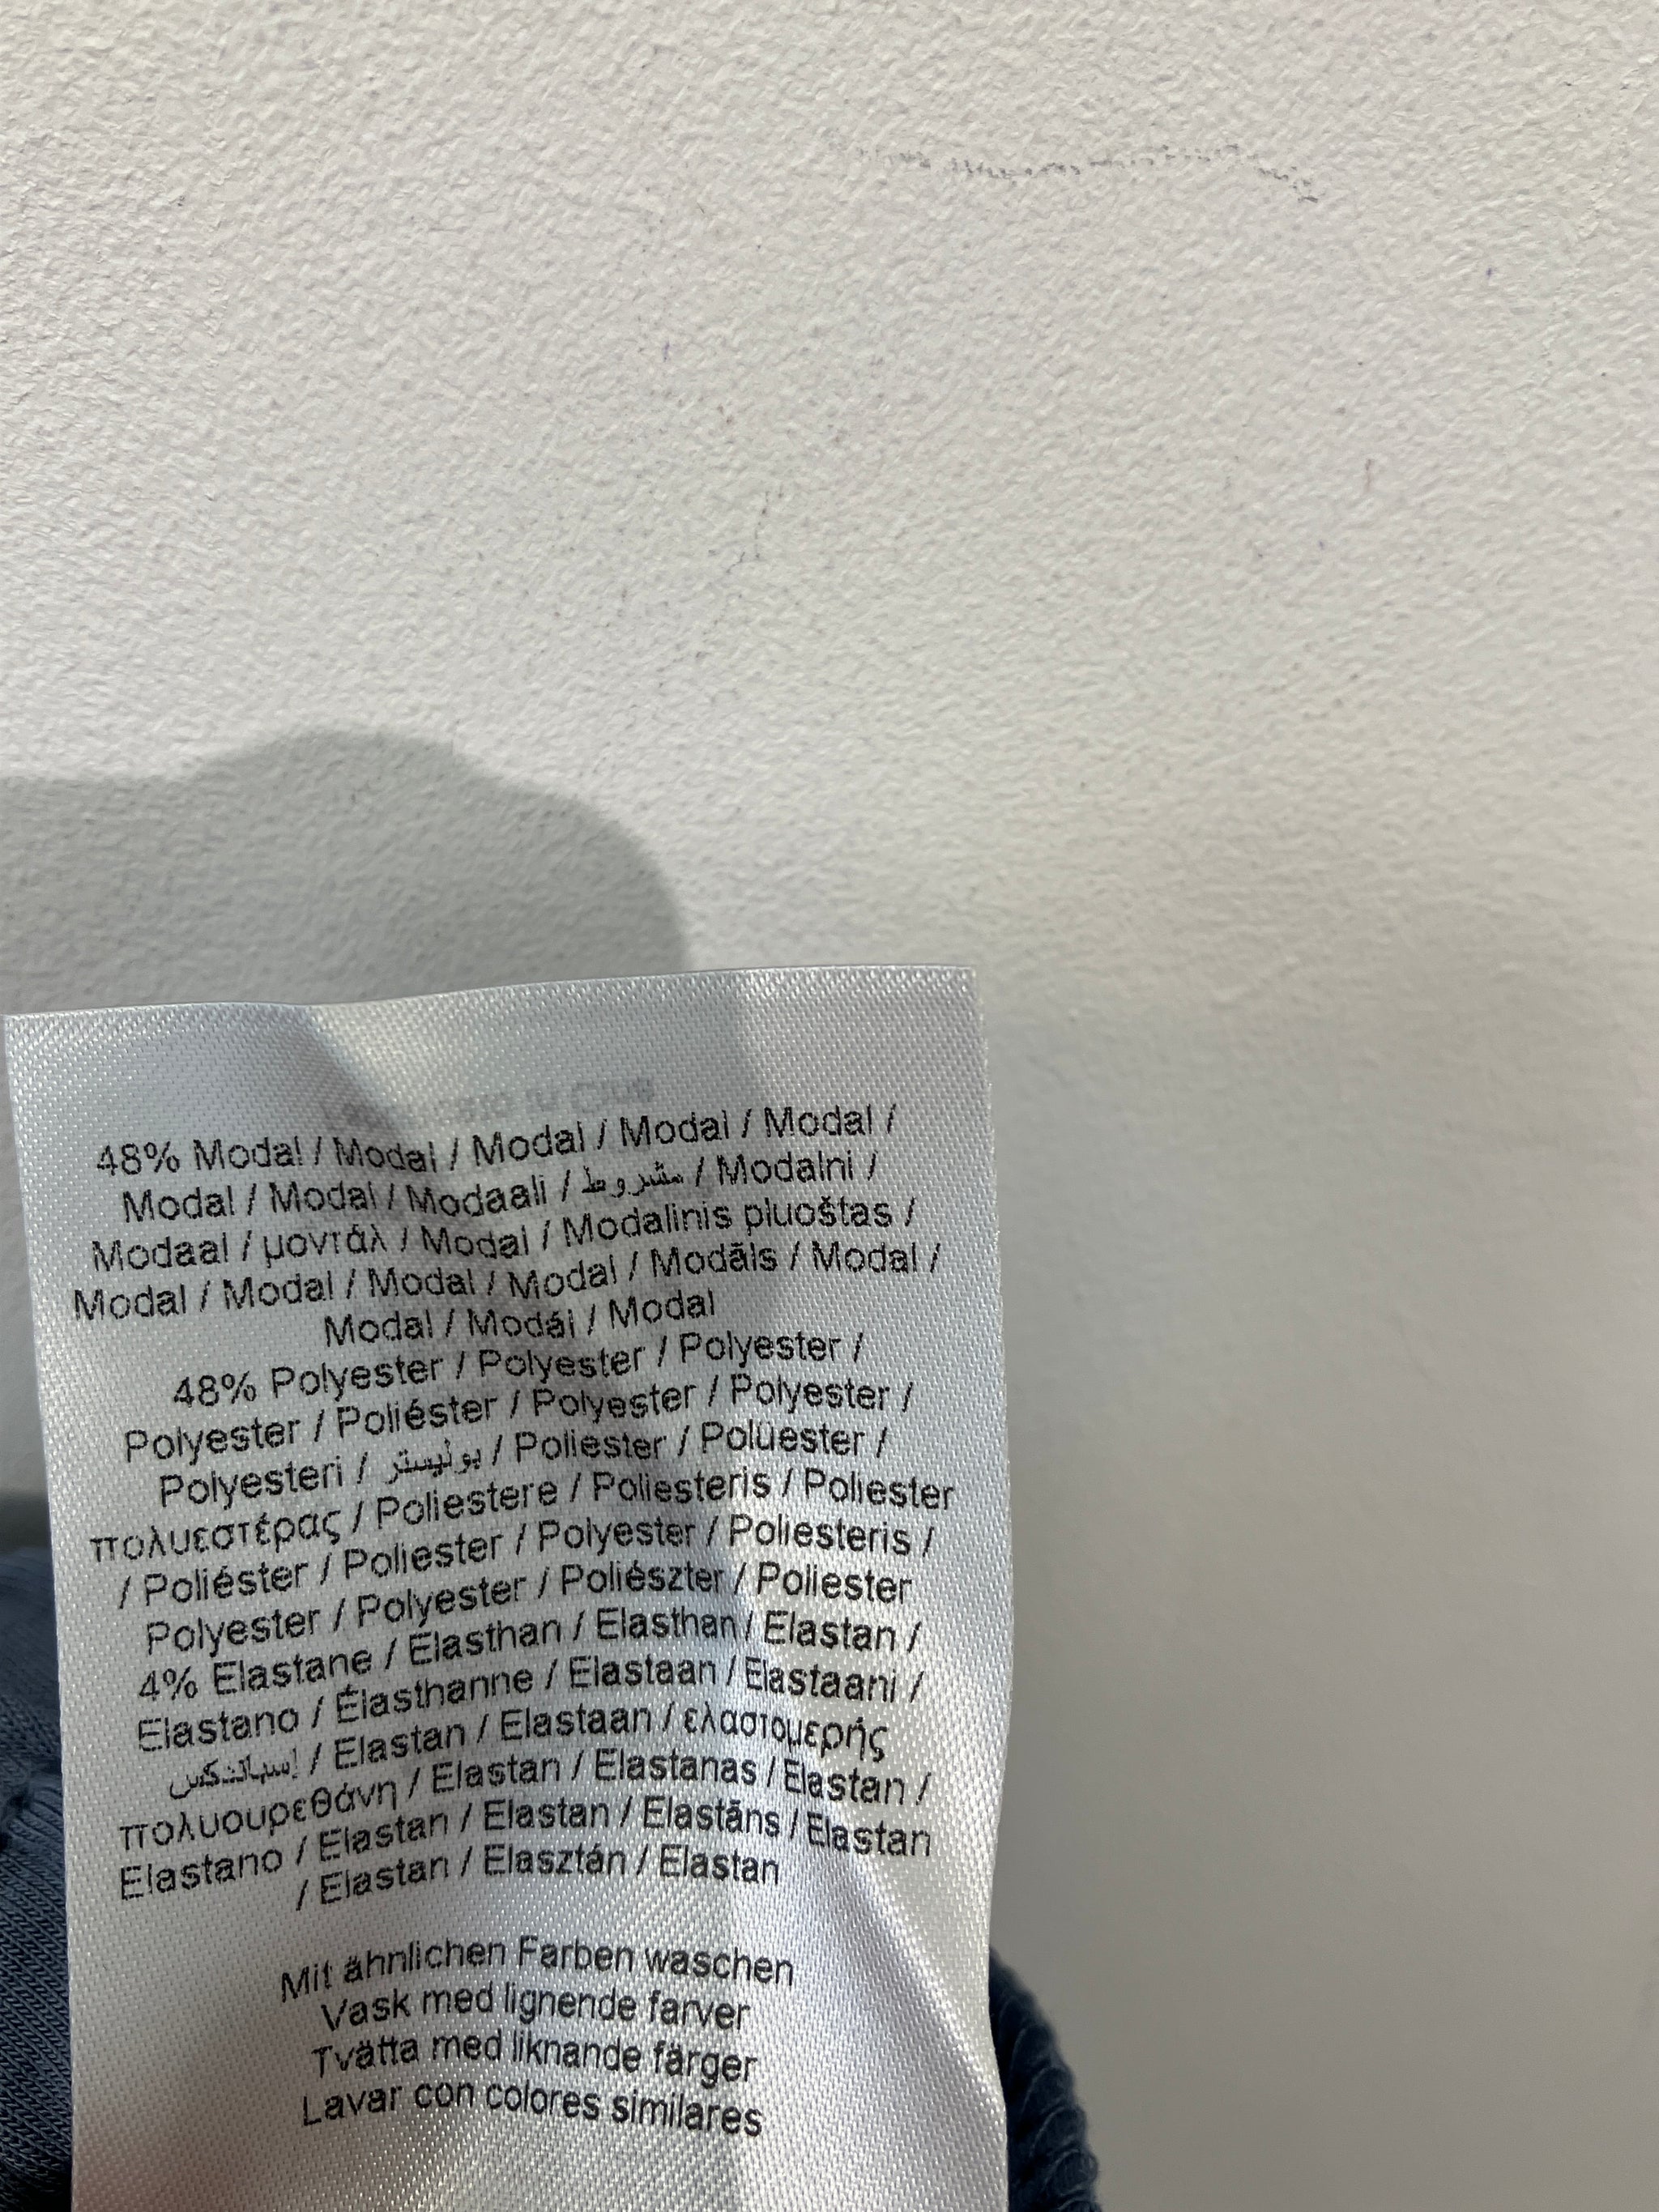 48% Modal / Modal / Modal / Modal / Modal /
Modal / Modal / Modaali / مشروط / Modalni /
Modaal / μοντάλ / Modal / Modalinis pluoštas /
Modal / Modal / Modal / Modal / Modāls / Modal /
Modal / Modál / Modal
48% Polyester / Polyester / Polyester /
Polyester / Poliéster / Polyester / Polyester /
Polyesteri / بوليستر / Poliester / Polüester /
πολυεστέρας / Poliestere / Poliesteris / Poliester
/ Poliéster / Poliester / Polyester / Poliesteris /
Polyester / Polyester / Poliészter / Poliester
4% Elastane / Elasthan / Elasthan / Elastan /
Elastano / Élasthanne / Elastaan / Elastaani /
إسباندكس / Elastan / Elastaan / ελαστομερής
πολυουρεθάνη / Elastan / Elastanas / Elastan /
Elastano / Elastan / Elastan / Elastāns / Elastan
/ Elastan / Elasztán / Elastan
Mit ähnlichen Farben waschen
Vask med lignende farver
Tvätta med liknande färger
Lavar con colores similares